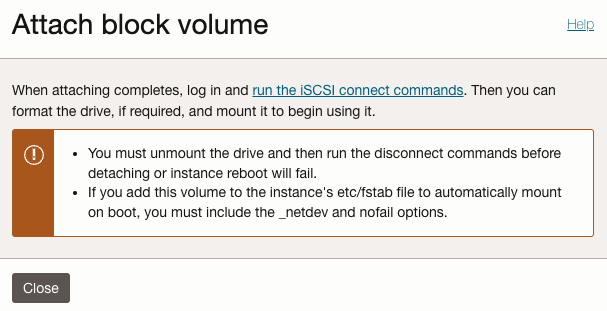 Attach block volume
Help
When attaching completes, log in and run the iSCSI connect commands. Then you can
format the drive, if required, and mount it to begin using it.
• You must unmount the drive and then run the disconnect commands before
detaching or instance reboot will fail.
• If you add this volume to the instance's etc/fstab file to automatically mount
on boot, you must include the _netdev and nofail options.
Close